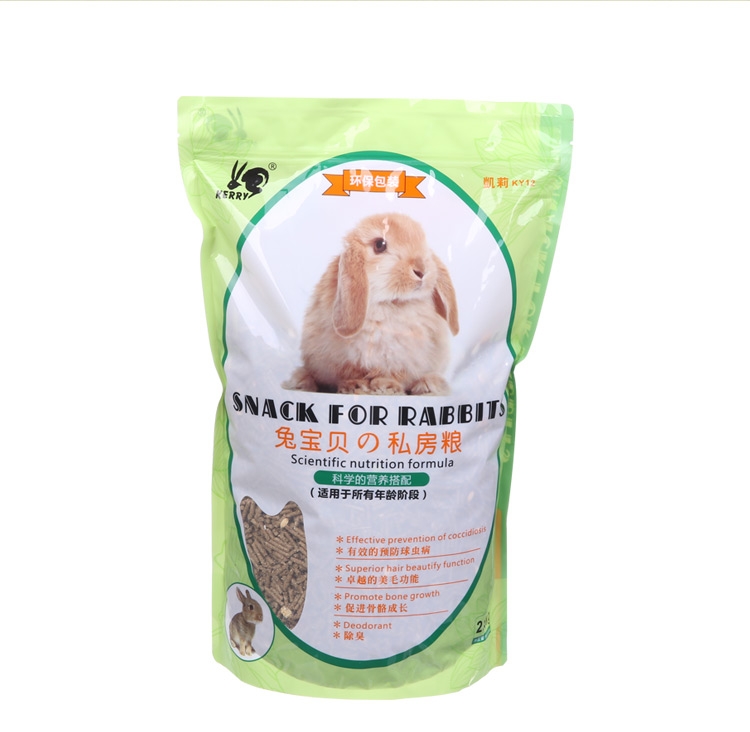 KERRY
®
环保包装
凯莉 KY12
SNACK FOR RABBITS
兔宝贝の私房粮
Scientific nutrition formula
科学的营养搭配
(适用于所有年龄阶段)
* Effective prevention of coccidiosis
* 有效的预防球虫病
* Superior hair beautify function
* 卓越的美毛功能
* Promote bone growth
* 促进骨骼成长
* Deodorant
* 除臭